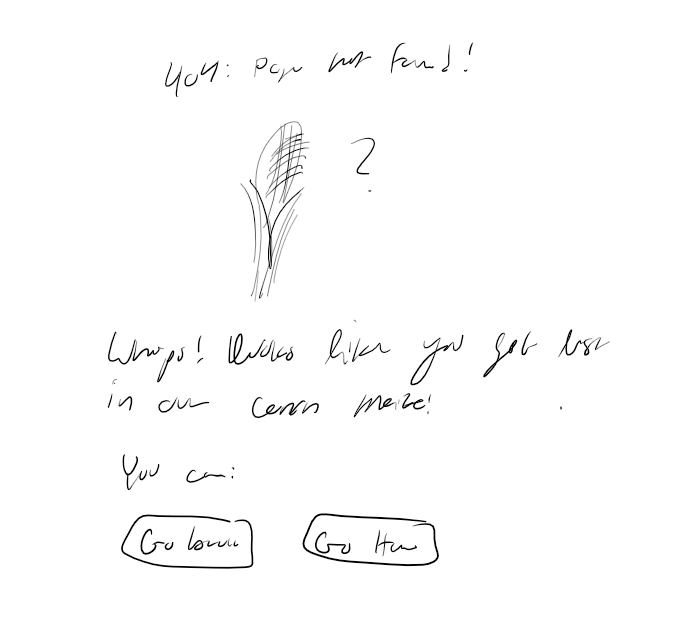 404: Page not found!
?
Whoops! Looks like you got lost
in our corn maize!
You can:
Go back Go Home